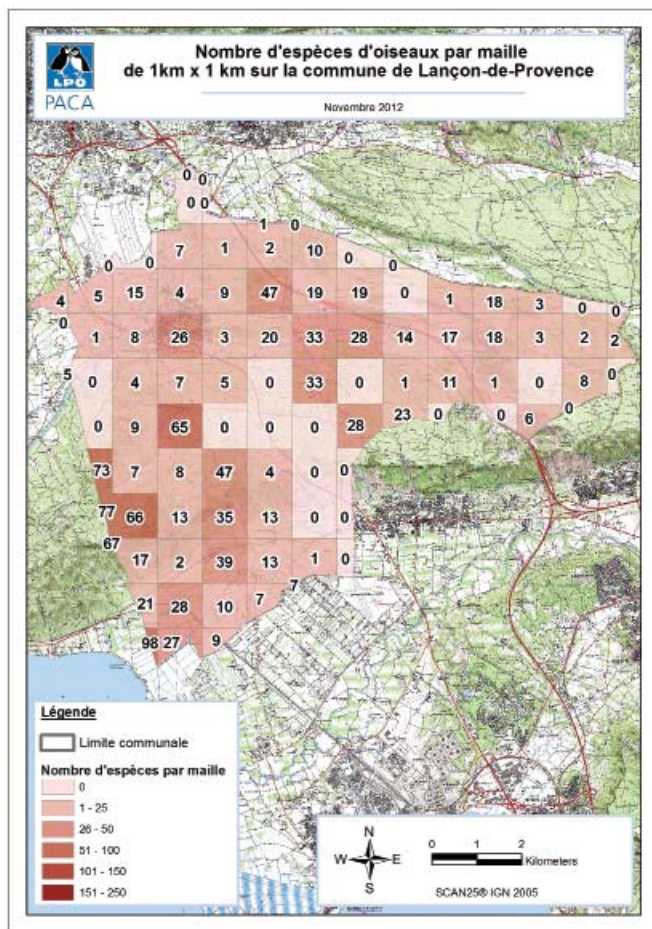 Nombre d'espèces d'oiseaux par maille
de 1km x 1 km sur la commune de Lançon-de-Provence
LPO
PACA
Novembre 2012
0 0
0 0
1 0
7 1 2 10 0 0
0 0
4 5 15 4 9 47 19 19 0 1 18 3 0 0
0 1 8 26 3 20 33 28 14 17 18 3 2 2
5 0 4 7 5 0 33 0 1 11 1 0 8 0
0 9 65 0 0 0 28 23 0 0 6 0
73 7 8 47 4 0 0
77 66 13 35 13 0 0
67 17 2 39 13 1 0
21 28 10 7 7
98 27 9
Légende
Limite communale
Nombre d'espèces par maille
0
1 - 25
26 - 50
51 - 100
101 - 150
151 - 250
N
W E
S
0 1 2
Kilometers
SCAN25® IGN 2005